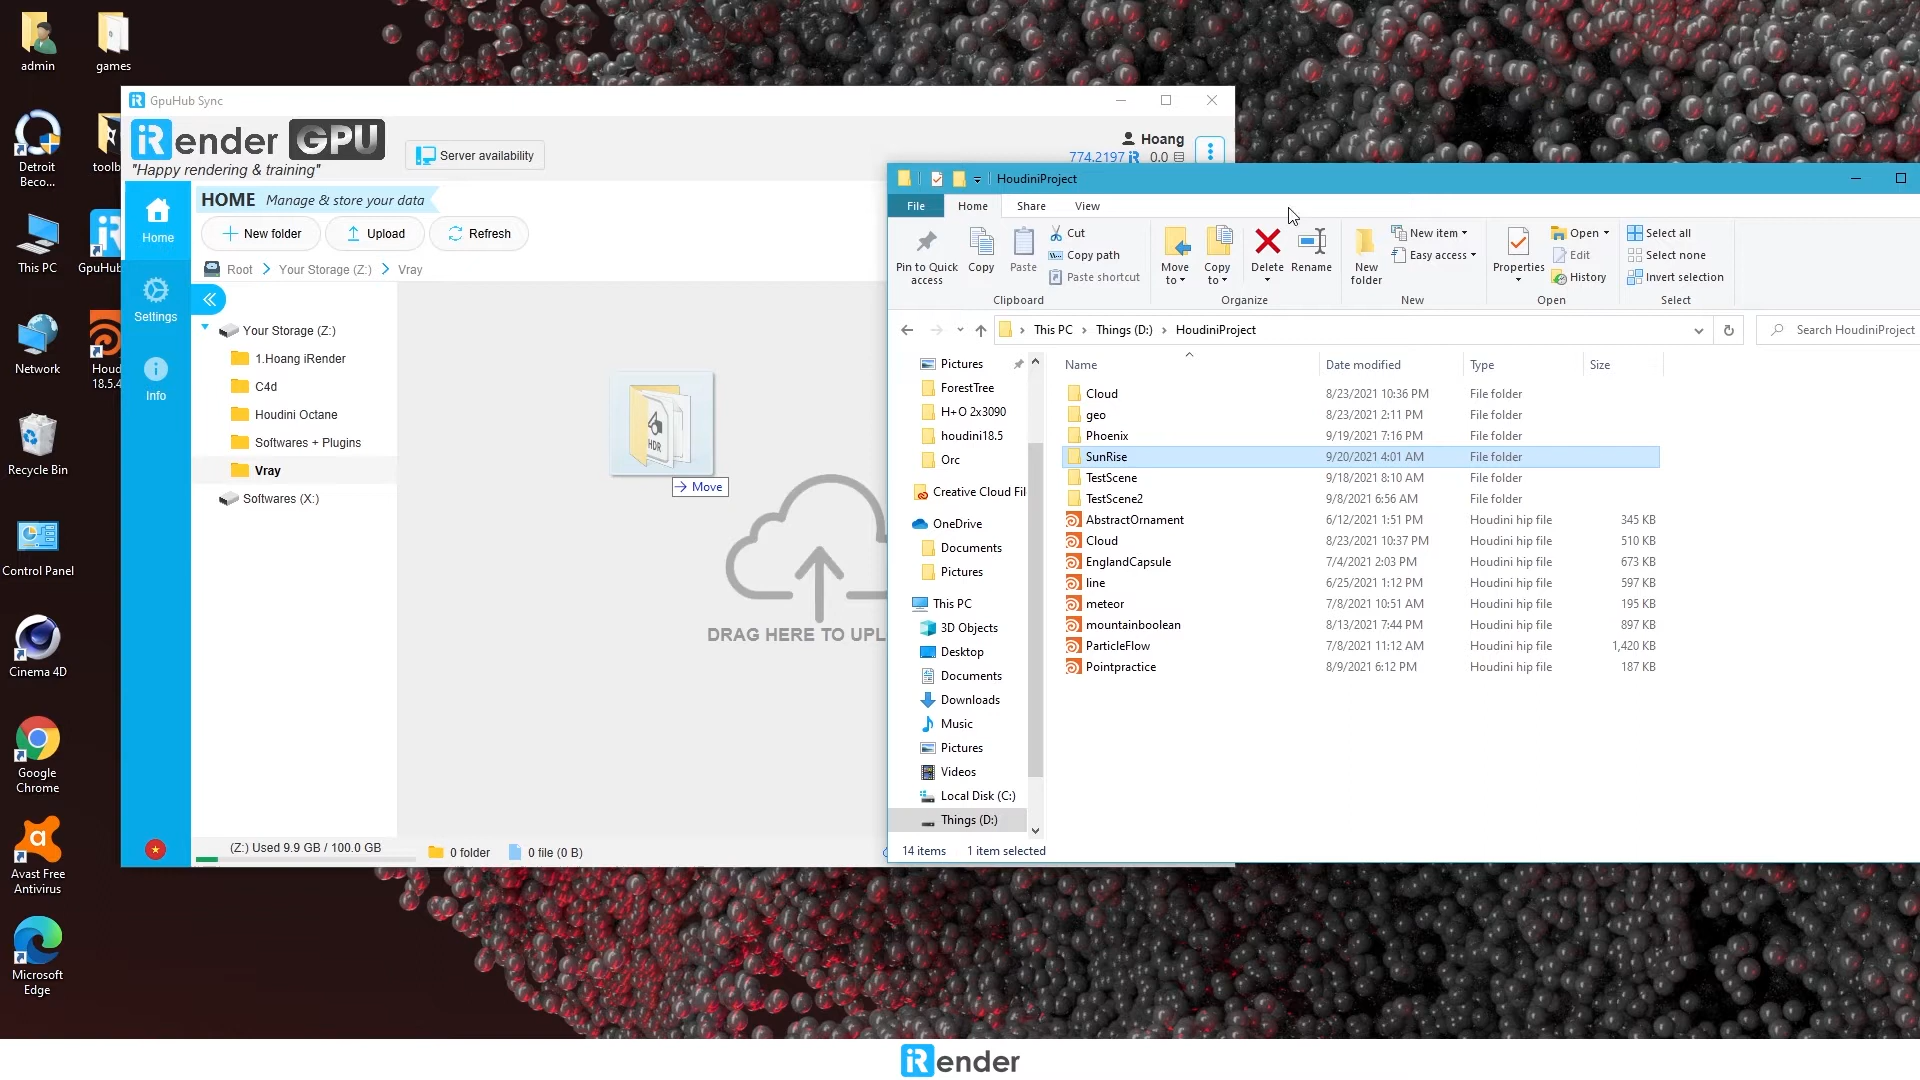 admin
games
Detroit
Beco...
toolb
This PC
GpuHub
Network
Houd
18.5.4
Recycle Bin
Control Panel
Cinema 4D
Google
Chrome
Avast Free
Antivirus
Microsoft
Edge
GpuHub Sync
iRender GPU
"Happy rendering & training"
Server availability
Hoang
774.2197 iR 0.0
Home
Settings
Info
HOME Manage & store your data
New folder
Upload
Refresh
Root > Your Storage (Z:) > Vray
Your Storage (Z:)
1.Hoang iRender
C4d
Houdini Octane
Softwares + Plugins
Vray
Softwares (X:)
HDR
Move
DRAG HERE TO UPL
(Z:) Used 9.9 GB / 100.0 GB
0 folder
0 file (0 B)
HoudiniProject
File Home Share View
Pin to Quick
access
Copy
Paste
Cut
Copy path
Paste shortcut
Clipboard
Move
to
Copy
to
Delete
Rename
Organize
New
folder
New item
Easy access
New
Properties
Open
Edit
History
Open
Select all
Select none
Invert selection
Select
This PC > Things (D:) > HoudiniProject
Search HoudiniProject
Pictures
ForestTree
H+O 2x3090
houdini18.5
Orc
Creative Cloud Fil
OneDrive
Documents
Pictures
This PC
3D Objects
Desktop
Documents
Downloads
Music
Pictures
Videos
Local Disk (C:)
Things (D:)
Name Date modified Type Size
Cloud 8/23/2021 10:36 PM File folder
geo 8/23/2021 2:11 PM File folder
Phoenix 9/19/2021 7:16 PM File folder
SunRise 9/20/2021 4:01 AM File folder
TestScene 9/18/2021 8:10 AM File folder
TestScene2 9/8/2021 6:56 AM File folder
AbstractOrnament 6/12/2021 1:51 PM Houdini hip file 345 KB
Cloud 8/23/2021 10:37 PM Houdini hip file 510 KB
EnglandCapsule 7/4/2021 2:03 PM Houdini hip file 673 KB
line 6/25/2021 1:12 PM Houdini hip file 597 KB
meteor 7/8/2021 10:51 AM Houdini hip file 195 KB
mountainboolean 8/13/2021 7:44 PM Houdini hip file 897 KB
ParticleFlow 7/8/2021 11:12 AM Houdini hip file 1,420 KB
Pointpractice 8/9/2021 6:12 PM Houdini hip file 187 KB
14 items 1 item selected
iRender